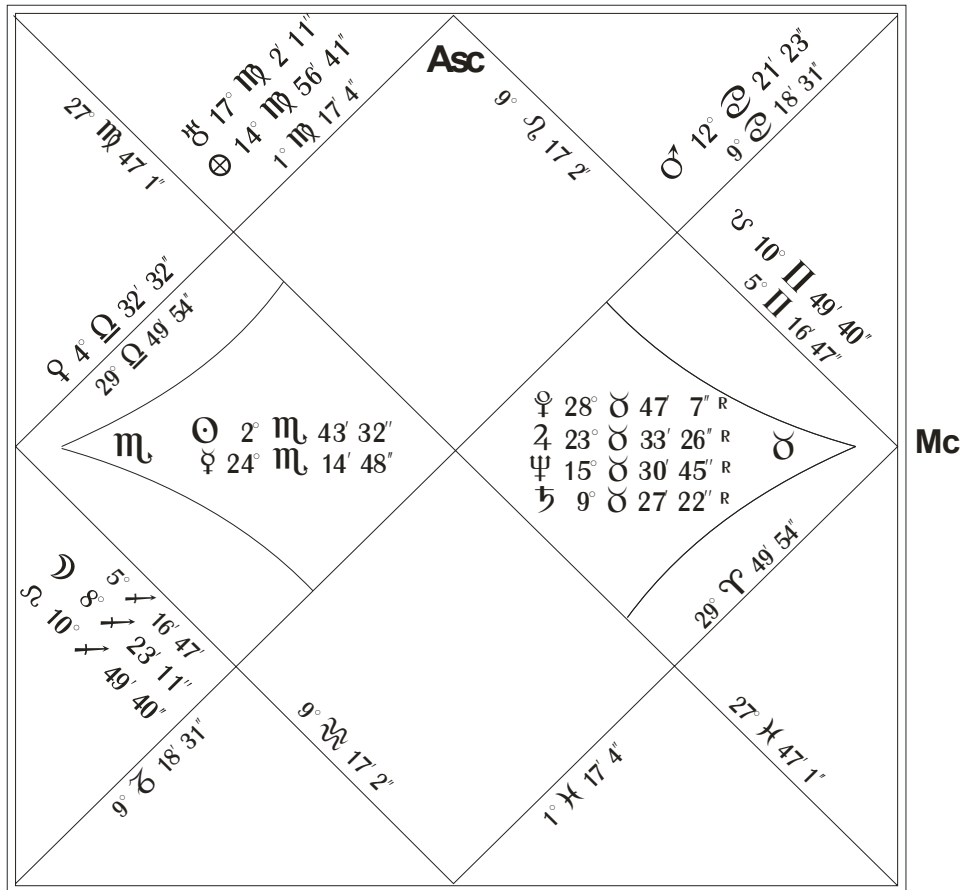 Asc
♅ 17° ♍ 2' 11"
⊕ 14° ♍ 56' 41"
1° ♍ 17' 4"
27° ♍ 47' 1"
9° ♌ 17' 2"
♂ 12° ♋ 21' 23"
9° ♋ 18' 31"
☋ 10° ♊ 49' 40"
5° ♊ 16' 47"
♀ 4° ♎ 32' 32"
29° ♎ 49' 54"
♏
☉ 2° ♏ 43' 32"
☿ 24° ♏ 14' 48"
♇ 28° ♉ 47' 7" R
♃ 23° ♉ 33' 26" R
♆ 15° ♉ 30' 45" R
♄ 9° ♉ 27' 22" R
♉
Mc
29° ♈ 49' 54"
5° ♐ 16' 47'
☽ 8° ♐ 23' 11"
☊ 10° ♐ 49' 40"
9° ♑ 18' 31"
9° ♒ 17' 2"
1° ♓ 17' 4"
27° ♓ 47' 1"